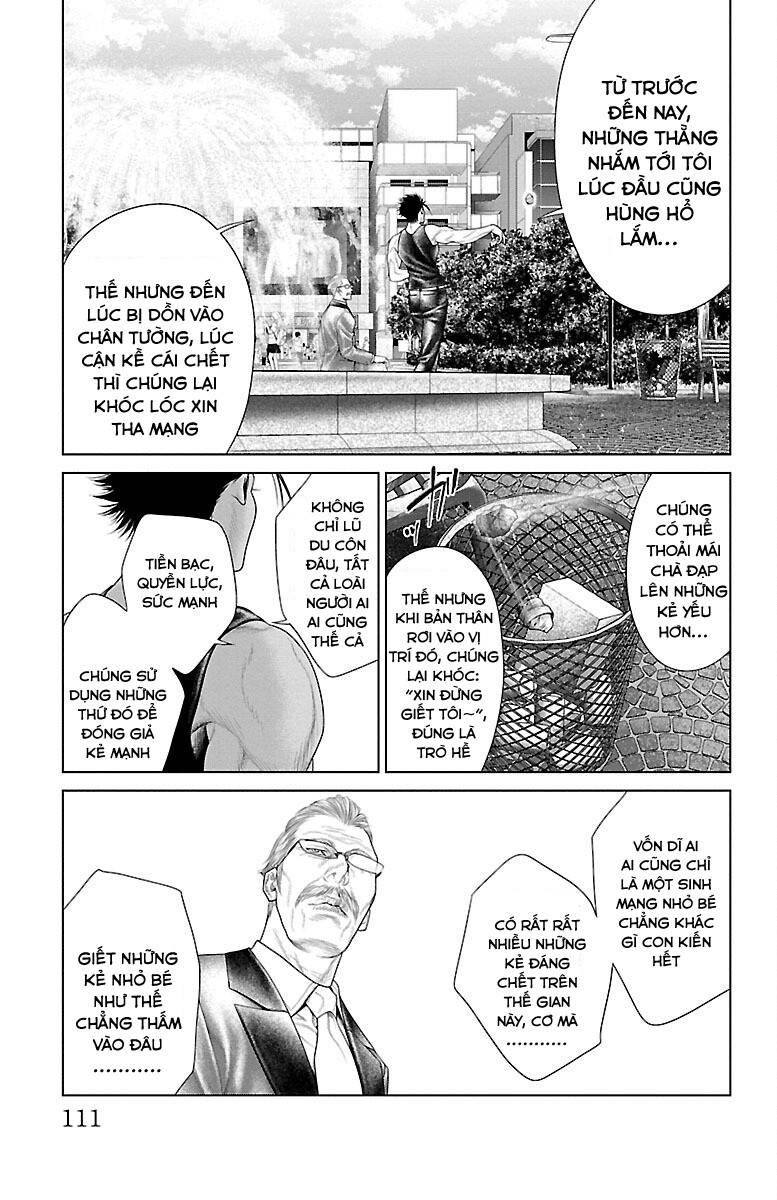 TỪ TRƯỚC
ĐẾN NAY,
NHỮNG THẰNG
NHẮM TỚI TÔI
LÚC ĐẦU CŨNG
HÙNG HỔ
LẮM...
THẾ NHƯNG ĐẾN
LÚC BỊ DỒN VÀO
CHÂN TƯỜNG, LÚC
CẬN KỀ CÁI CHẾT
THÌ CHÚNG LẠI
KHÓC LÓC XIN
THA MẠNG
CHÚNG
CÓ THỂ
THOẢI MÁI
CHÀ ĐẠP
LÊN NHỮNG
KẺ YẾU
HƠN...
THẾ NHƯNG
KHI BẢN THÂN
RƠI VÀO VỊ
TRÍ ĐÓ, CHÚNG
LẠI KHÓC:
“XIN ĐỪNG
GIẾT TÔI~”,
ĐÚNG LÀ
TRÒ HỀ
KHÔNG
CHỈ LŨ
DU CÔN
ĐÂU, TẤT
CẢ LOÀI
NGƯỜI AI
AI CŨNG
THẾ CẢ
TIỀN BẠC,
QUYỀN LỰC,
SỨC MẠNH
CHÚNG SỬ
DỤNG NHỮNG
THỨ ĐÓ ĐỂ
ĐÓNG GIẢ
KẺ MẠNH
VỐN DĨ AI
AI CŨNG CHỈ
LÀ MỘT SINH
MẠNG NHỎ BÉ
CHẲNG KHÁC
GÌ CON KIẾN
HẾT
CÓ RẤT RẤT
NHIỀU NHỮNG
KẺ ĐÁNG
CHẾT TRÊN
THẾ GIAN
NÀY, CƠ MÀ
...........
GIẾT NHỮNG
KẺ NHỎ BÉ
NHƯ THẾ
CHẲNG THẤM
VÀO ĐÂU
............
111